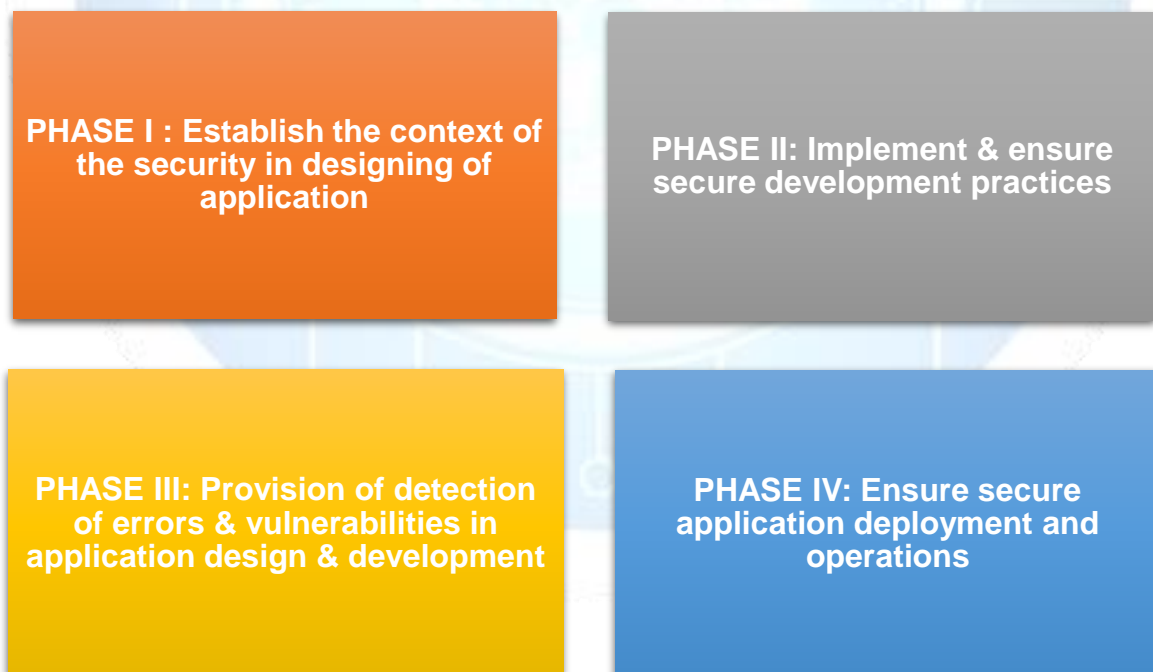 PHASE I : Establish the context of
the security in designing of
application
PHASE II: Implement & ensure
secure development practices
PHASE III: Provision of detection
of errors & vulnerabilities in
application design & development
PHASE IV: Ensure secure
application deployment and
operations